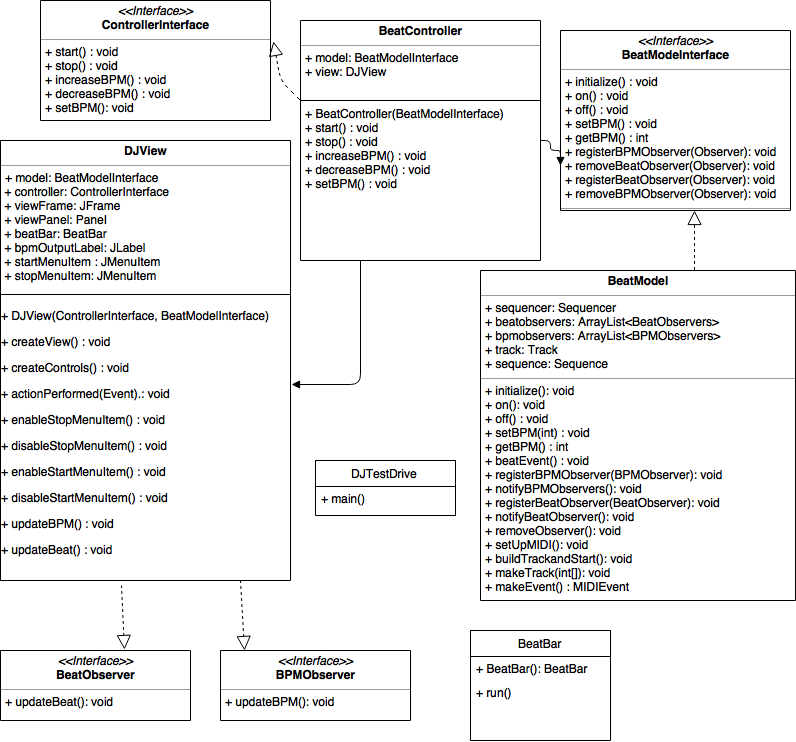 <<Interface>>
ControllerInterface
+ start() : void
+ stop() : void
+ increaseBPM() : void
+ decreaseBPM() : void
+ setBPM(): void
BeatController
+ model: BeatModelInterface
+ view: DJView
+ BeatController(BeatModelInterface)
+ start() : void
+ stop() : void
+ increaseBPM() : void
+ decreaseBPM() : void
+ setBPM() : void
<<Interface>>
BeatModeInterface
+ initialize() : void
+ on() : void
+ off() : void
+ setBPM() : void
+ getBPM() : int
+ registerBPMObserver(Observer): void
+ removeBeatObserver(Observer): void
+ registerBeatObserver(Observer): void
+ removeBPMObserver(Observer): void
DJView
+ model: BeatModelInterface
+ controller: ControlerInterface
+ viewFrame: JFrame
+ viewPanel: Panel
+ beatBar: BeatBar
+ bpmOutputLabel: JLabel
+ startMenuItem : JMenuItem
+ stopMenuItem: JMenuItem
+ DJView(ControllerInterface, BeatModelInterface)
+ createView() : void
+ createControls() : void
+ actionPerformed(Event).: void
+ enableStopMenuItem() : void
+ disableStopMenuItem() : void
+ enableStartMenuItem() : void
+ disableStartMenuItem() : void
+ updateBPM() : void
+ updateBeat() : void
BeatModel
+ sequencer: Sequencer
+ beatobservers: ArrayList<BeatObservers>
+ bpmobservers: ArrayList<BPMObservers>
+ track: Track
+ sequence: Sequence
+ initialize(): void
+ on(): void
+ off() : void
+ setBPM(int) : void
+ getBPM() : int
+ beatEvent() : void
+ registerBPMObserver(BPMObserver): void
+ notifyBPMObservers(): void
+ registerBeatObserver(BeatObserver): void
+ notifyBeatObserver(): void
+ removeObserver(): void
+ setUpMIDI(): void
+ buildTrackandStart(): void
+ makeTrack(int[]): void
+ makeEvent() : MIDIEvent
DJTestDrive
+ main()
<<Interface>>
BeatObserver
+ updateBeat(): void
<<Interface>>
BPMObserver
+ updateBPM(): void
BeatBar
+ BeatBar(): BeatBar
+ run()